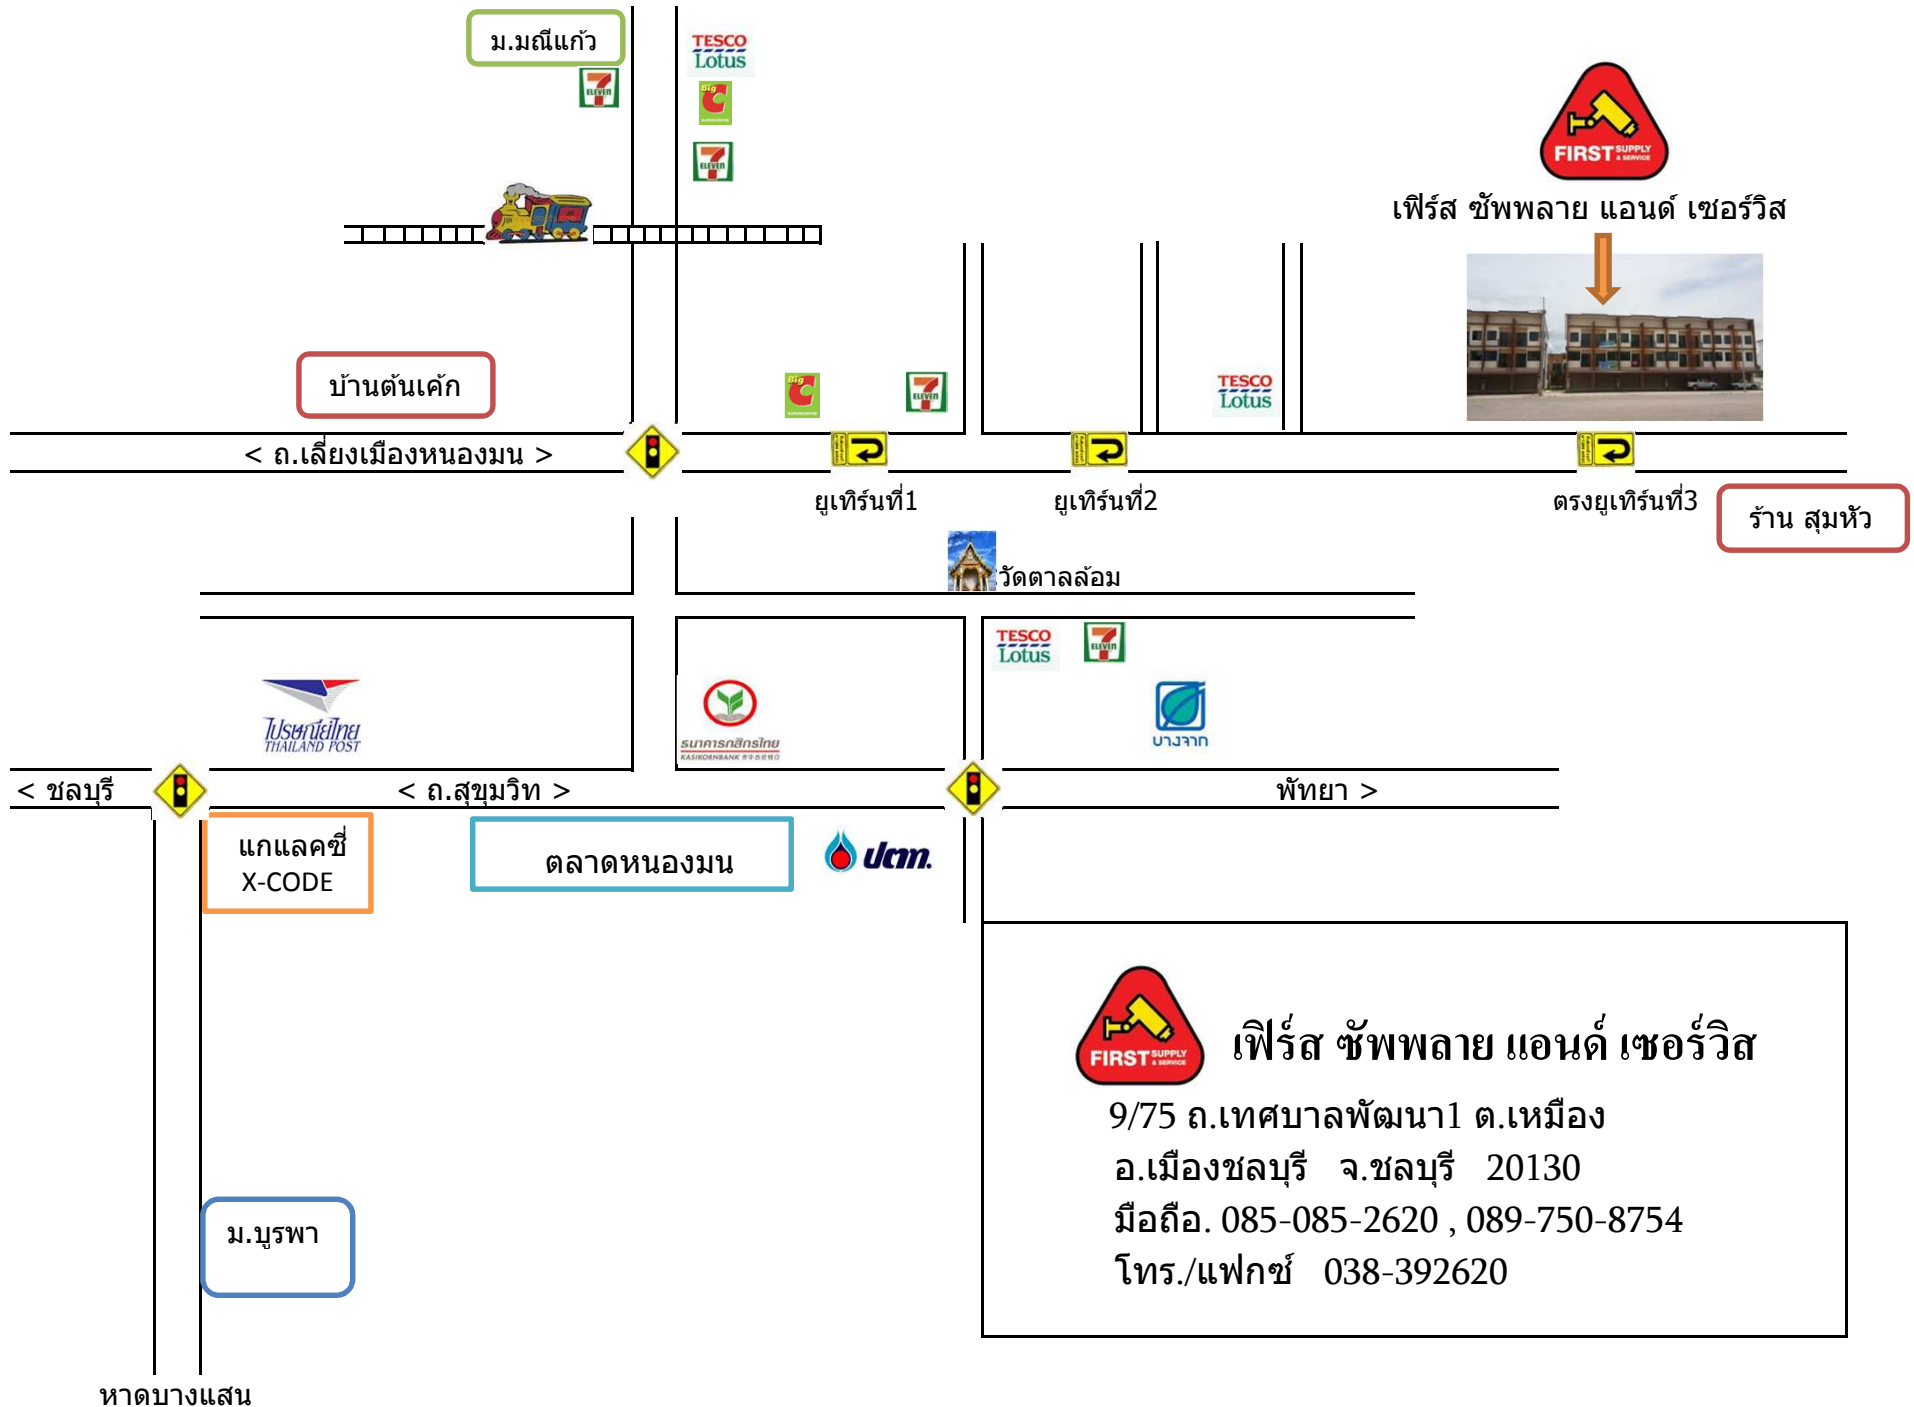 ม.มณีแก้ว
TESCO
Lotus
7
ELEVEN
Big
C
SUPERCENTER
7
ELEVEN
FIRST SUPPLY
& SERVICE
เฟิร์ส ซัพพลาย แอนด์ เซอร์วิส
บ้านต้นเค้ก
Big
C
SUPERCENTER
7
ELEVEN
TESCO
Lotus
< ถ.เลี่ยงเมืองหนองมน >
ยูเทิร์นที่1
ยูเทิร์นที่2
ตรงยูเทิร์นที่3
ร้าน สุมหัว
วัดตาลล้อม
TESCO
Lotus
7
ELEVEN
ไปรษณีย์ไทย
THAILAND POST
ธนาคารกสิกรไทย
KASIKORNBANK
บางจาก
< ชลบุรี
< ถ.สุขุมวิท >
พัทยา >
แกแลคซี่
X-CODE
ตลาดหนองมน
ปตท.
FIRST SUPPLY
& SERVICE
เฟิร์ส ซัพพลาย แอนด์ เซอร์วิส
9/75 ถ.เทศบาลพัฒนา1 ต.เหมือง
อ.เมืองชลบุรี จ.ชลบุรี 20130
มือถือ. 085-085-2620 , 089-750-8754
โทร./แฟกซ์ 038-392620
ม.บูรพา
หาดบางแสน